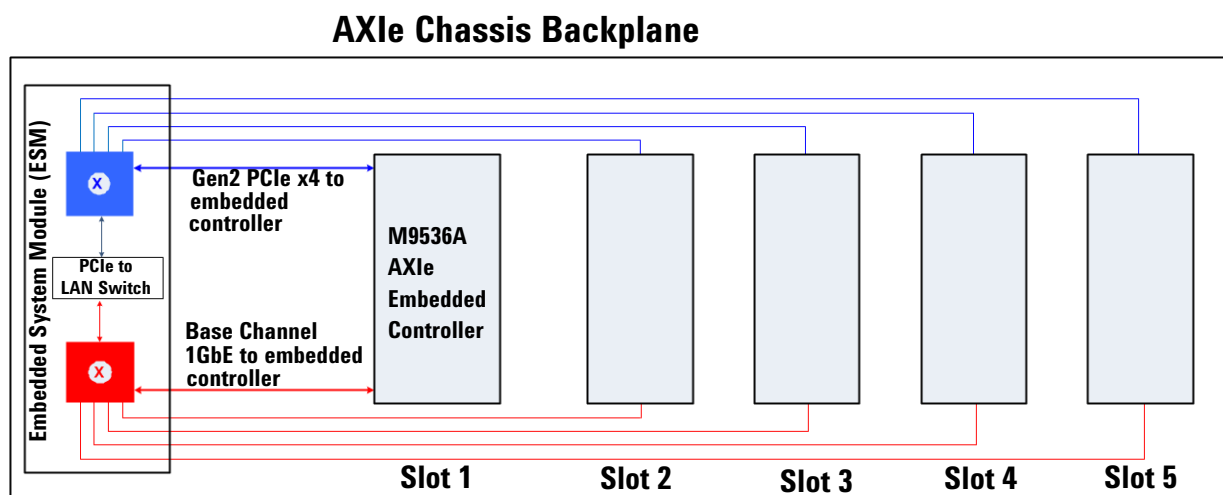 AXIe Chassis Backplane
Embedded System Module (ESM)
X
Gen2 PCIe x4 to
embedded
controller
PCIe to
LAN Switch
M9536A
AXIe
Embedded
Controller
Base Channel
1GbE to embedded
controller
X
Slot 1
Slot 2
Slot 3
Slot 4
Slot 5